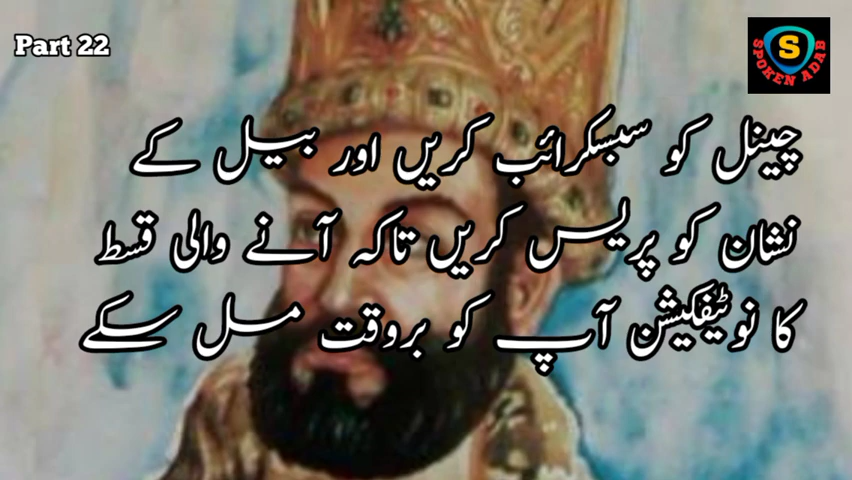 Part 22
S
SPOKEN ADAB
چینل کو سبسکرائب کریں اور بیل کے
نشان کو پریس کریں تاکہ آنے والی قسط
کا نوٹیفکیشن آپ کو بروقت مل سکے